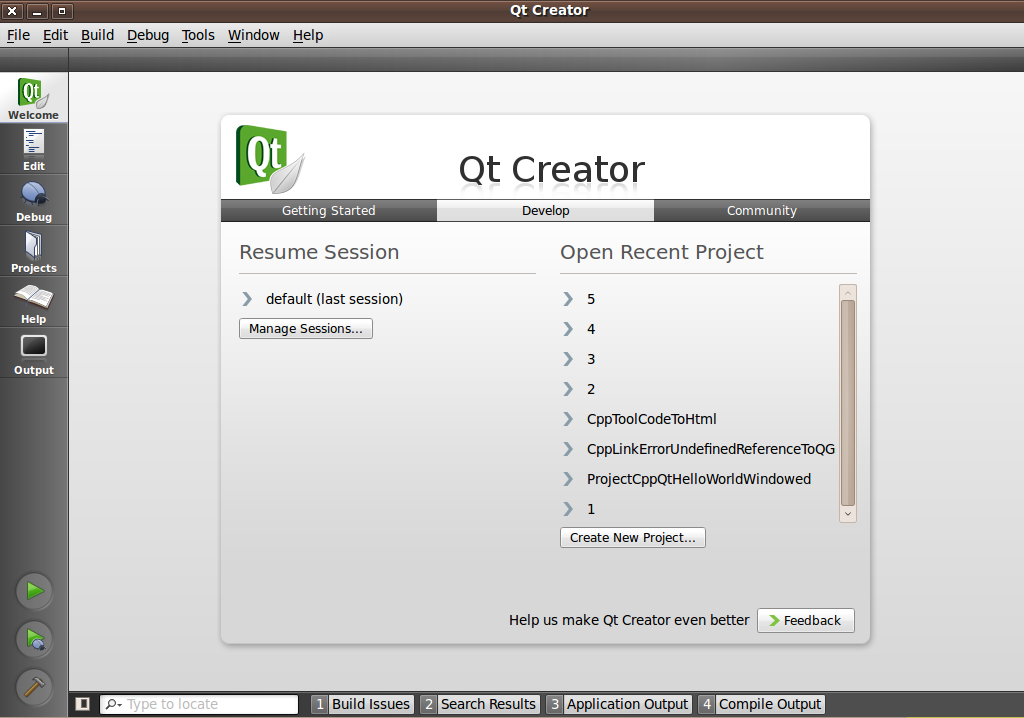 Qt Creator
File Edit Build Debug Tools Window Help
Qt
Welcome
Edit
Debug
Projects
Help
Output
Qt
Qt Creator
Getting Started Develop Community
Resume Session
default (last session)
Manage Sessions...
Open Recent Project
5
4
3
2
CppToolCodeToHtml
CppLinkErrorUndefinedReferenceToQG
ProjectCppQtHelloWorldWindowed
1
Create New Project...
Help us make Qt Creator even better Feedback
Type to locate 1 Build Issues 2 Search Results 3 Application Output 4 Compile Output